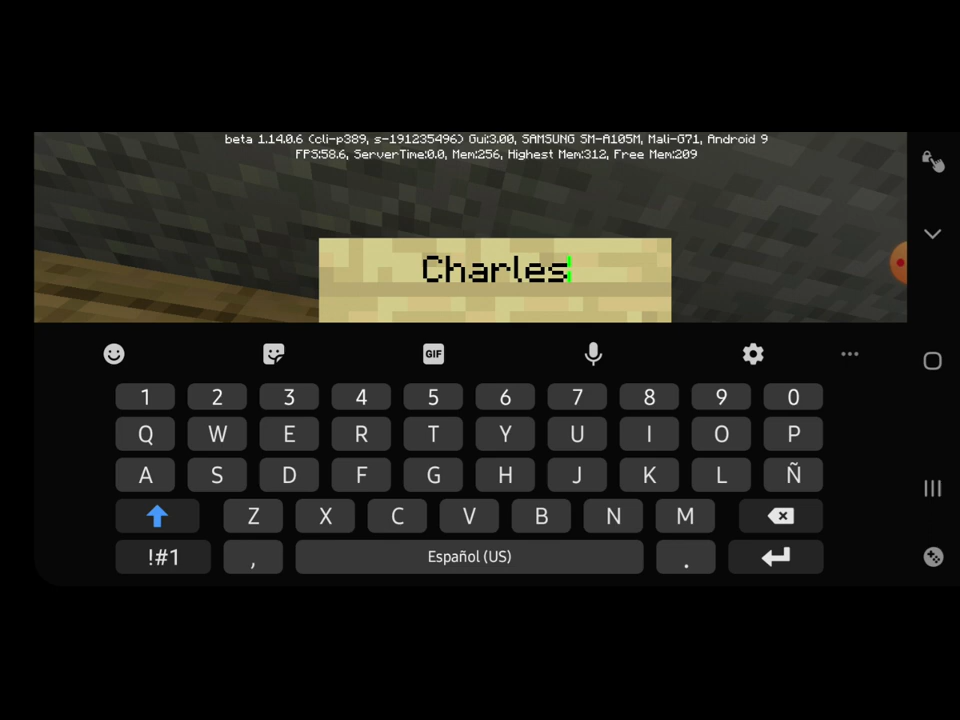 beta 1.14.0.6 (cli-p389, s-191235496) Gui:3.00, SAMSUNG SM-A105M, Mali-G71, Android 9
FPS:58.6, ServerTime:0.0, Mem:256, Highest Mem:312, Free Mem:209
Charles
GIF
1 2 3 4 5 6 7 8 9 0
Q W E R T Y U I O P
A S D F G H J K L Ñ
Z X C V B N M
!#1 , Español (US) .